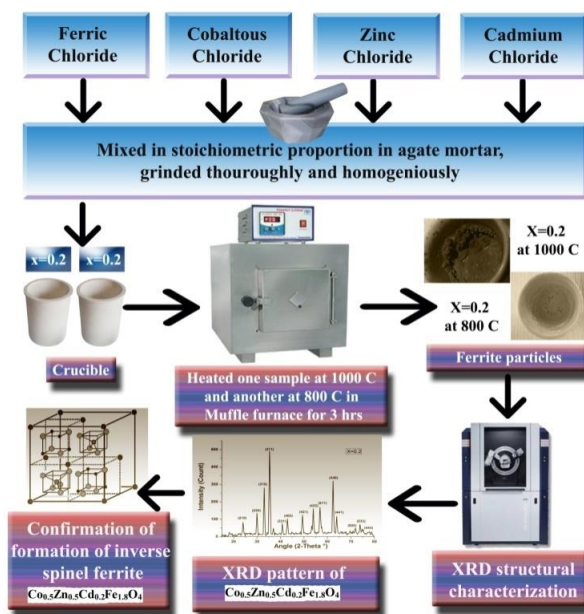 Ferric
Chloride
Cobaltous
Chloride
Zinc
Chloride
Cadmium
Chloride
Mixed in stoichiometric proportion in agate mortar,
grinded thouroughly and homogeniously
x=0.2
x=0.2
Crucible
Heated one sample at 1000 C
and another at 800 C in
Muffle furnace for 3 hrs
X=0.2
at 1000 C
X=0.2
at 800 C
Ferrite particles
Confirmation of
formation of inverse
spinel ferrite
Co0.5Zn0.5Cd0.2Fe1.8O4
Intensity (Count)
X=0.2
Angle (2-Theta °)
XRD pattern of
Co0.5Zn0.5Cd0.2Fe1.8O4
XRD structural
characterization